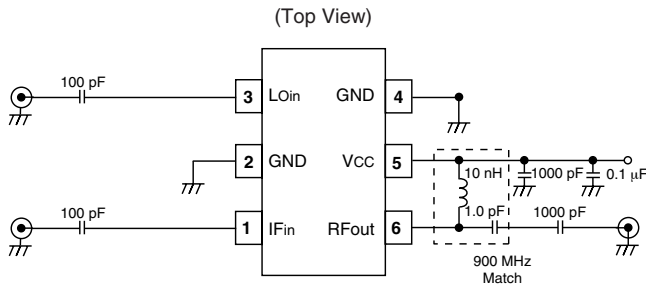 (Top View)
100 pF
3 LOin GND 4
2 GND VCC 5
10 nH 1000 pF 0.1 µF
100 pF 1.0 pF 1000 pF
1 IFin RFout 6
900 MHz
Match